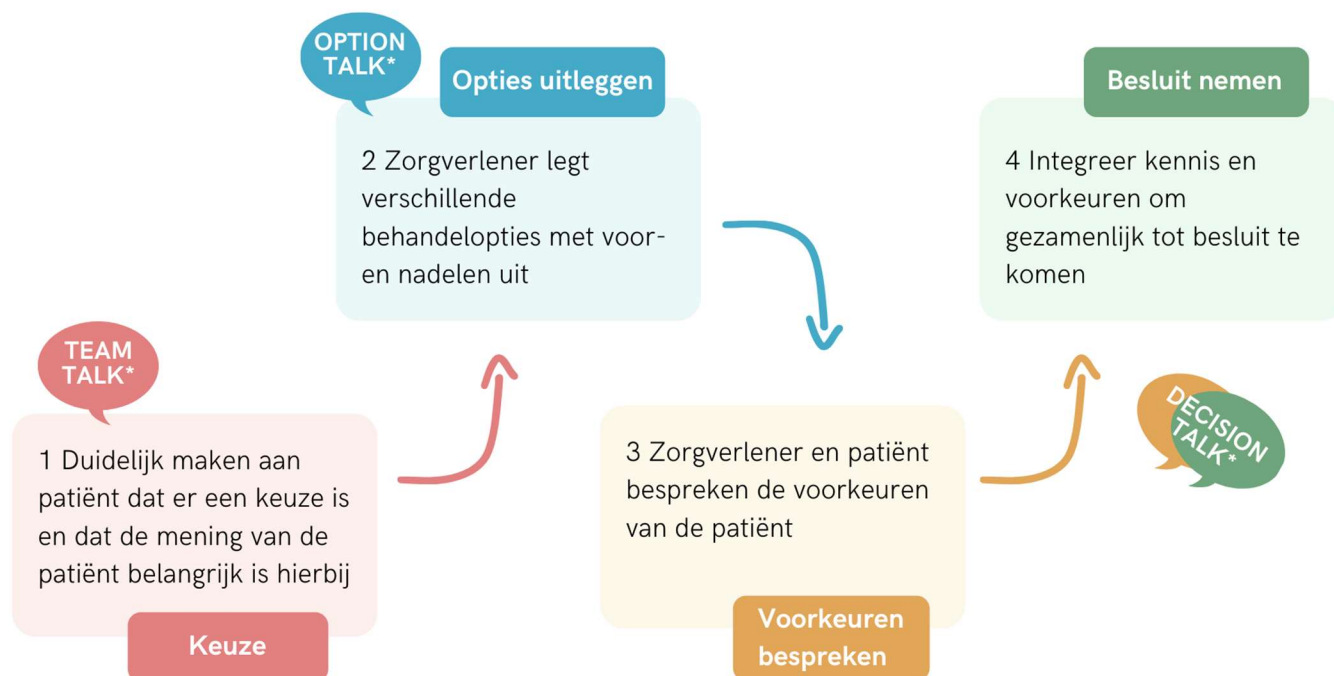 TEAM
TALK*
1 Duidelijk maken aan
patiënt dat er een keuze is
en dat de mening van de
patiënt belangrijk is hierbij
Keuze
OPTION
TALK*
Opties uitleggen
2 Zorgverlener legt
verschillende
behandelopties met voor-
en nadelen uit
3 Zorgverlener en patiënt
bespreken de voorkeuren
van de patiënt
Voorkeuren
bespreken
Besluit nemen
4 Integreer kennis en
voorkeuren om
gezamenlijk tot besluit te
komen
DECISION
TALK*